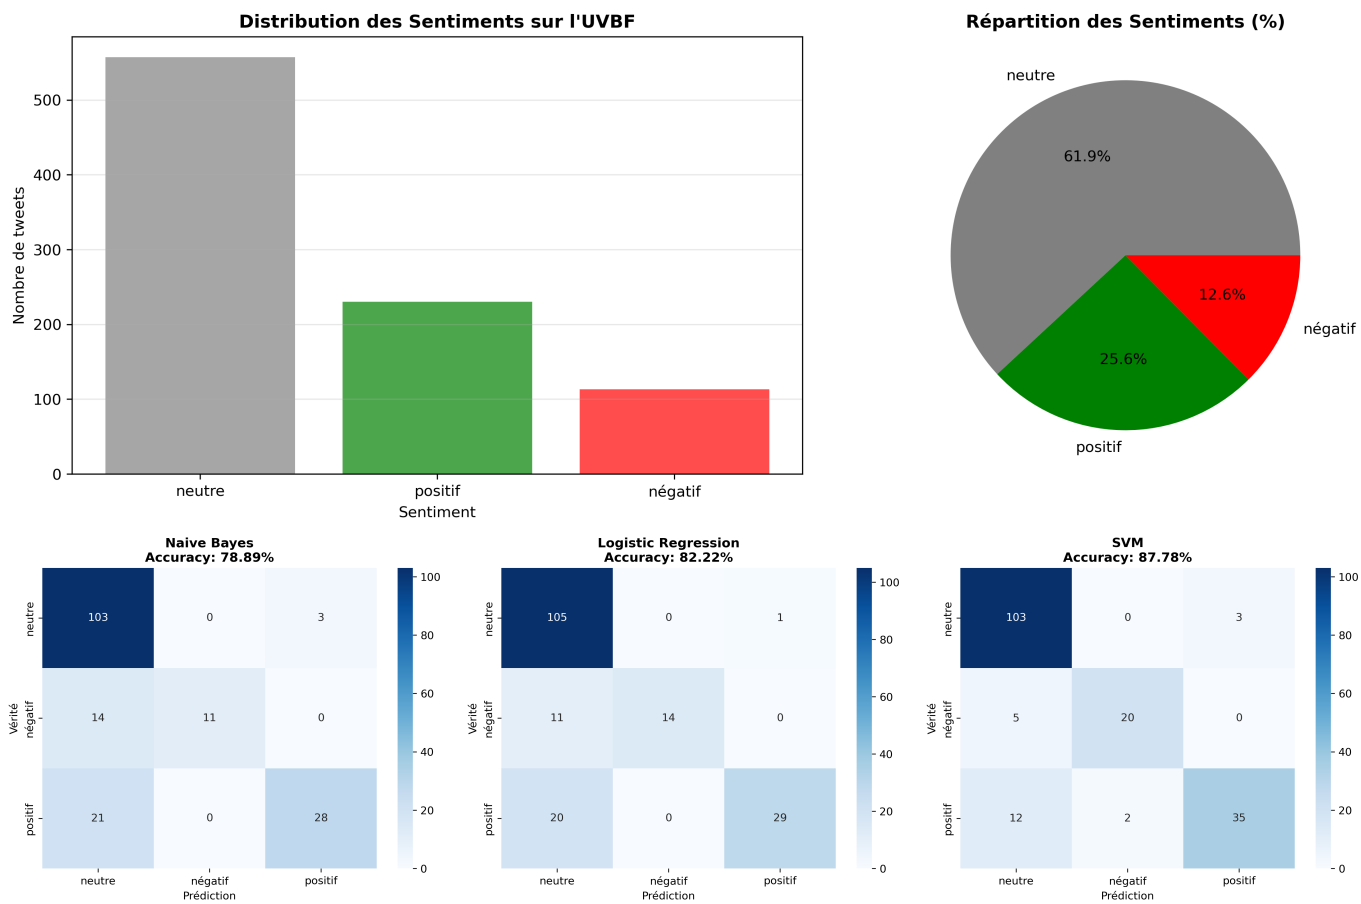 Distribution des Sentiments sur l'UVBF
Nombre de tweets
500
400
300
200
100
0
neutre positif négatif
Sentiment
Répartition des Sentiments (%)
neutre
61.9%
12.6%
négatif
25.6%
positif
Naive Bayes
Accuracy: 78.89%
Vérité
neutre
négatif
positif
103 0 3
14 11 0
21 0 28
neutre négatif positif
Prédiction
100
80
60
40
20
0
Logistic Regression
Accuracy: 82.22%
Vérité
neutre
négatif
positif
105 0 1
11 14 0
20 0 29
neutre négatif positif
Prédiction
100
80
60
40
20
0
SVM
Accuracy: 87.78%
Vérité
neutre
négatif
positif
103 0 3
5 20 0
12 2 35
neutre négatif positif
Prédiction
100
80
60
40
20
0